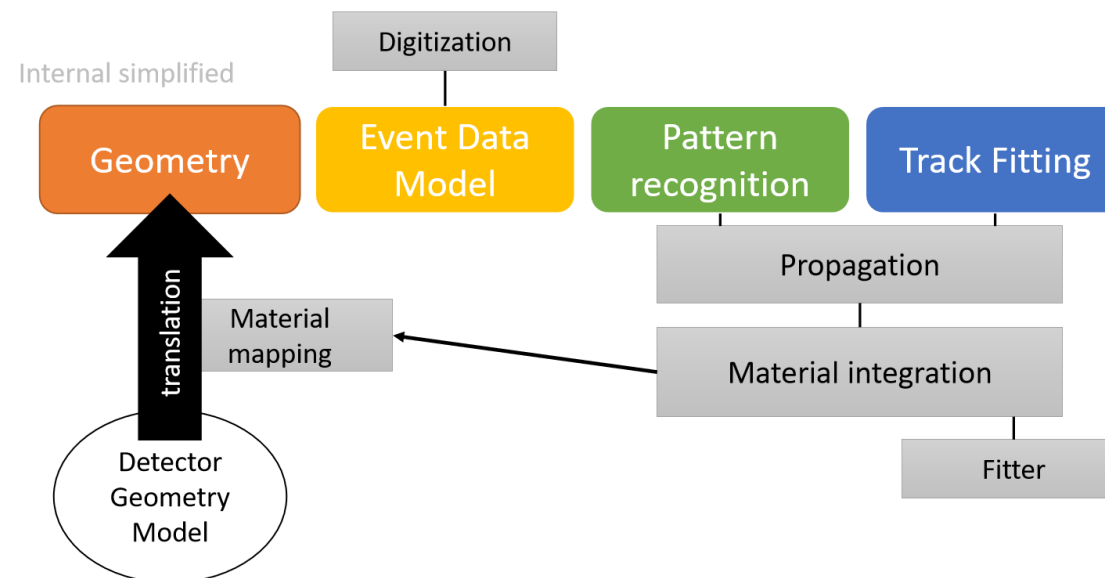 Digitization
Internal simplified
Geometry
Event Data
Model
Pattern
recognition
Track Fitting
Propagation
translation
Material
mapping
Material integration
Detector
Geometry
Model
Fitter